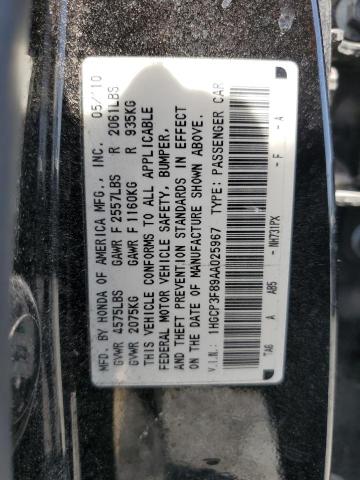 MFD. BY HONDA OF AMERICA MFG., INC. 05/10
GVWR 4575LBS GAWR F 2557LBS R 2061LBS
GVWR 2075KG GAWR F 1160KG R 935KG
THIS VEHICLE CONFORMS TO ALL APPLICABLE
FEDERAL MOTOR VEHICLE SAFETY, BUMPER,
AND THEFT PREVENTION STANDARDS IN EFFECT
ON THE DATE OF MANUFACTURE SHOWN ABOVE.
V.I.N.: 1HGCP3F89AA025967 TYPE: PASSENGER CAR
TA6 A AB5 NH731PX - F - A